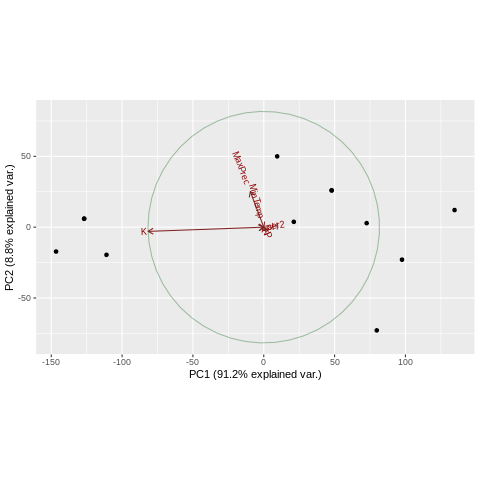 PC2 (8.8% explained var.)
50
0
-50
MaxPrec
MinTemp
K
-150
-100
-50
0
50
100
PC1 (91.2% explained var.)